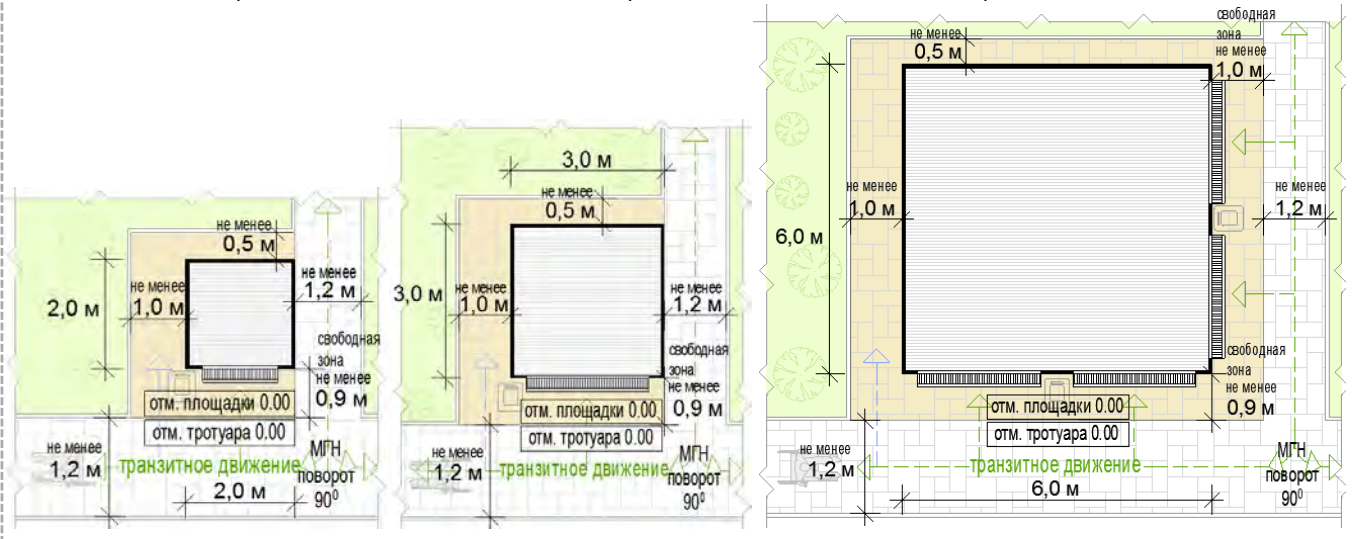 не менее
0,5 м
2,0 м
не менее
1,0 м
не менее
1,2 м
свободная
зона
не менее
0,9 м
отм. площадки 0.00
отм. тротуара 0.00
не менее
1,2 м
транзитное движение
МГН
поворот
90⁰
2,0 м
3,0 м
не менее
0,5 м
3,0 м
не менее
1,0 м
не менее
1,2 м
свободная
зона
не менее
0,9 м
отм. площадки 0.00
отм. тротуара 0.00
не менее
1,2 м
транзитное движение
МГН
поворот
90⁰
свободная
зона
не менее
1,0 м
не менее
0,5 м
6,0 м
не менее
1,0 м
не менее
1,2 м
свободная
зона
не менее
0,9 м
отм. площадки 0.00
отм. тротуара 0.00
не менее
1,2 м
транзитное движение
МГН
поворот
90⁰
6,0 м